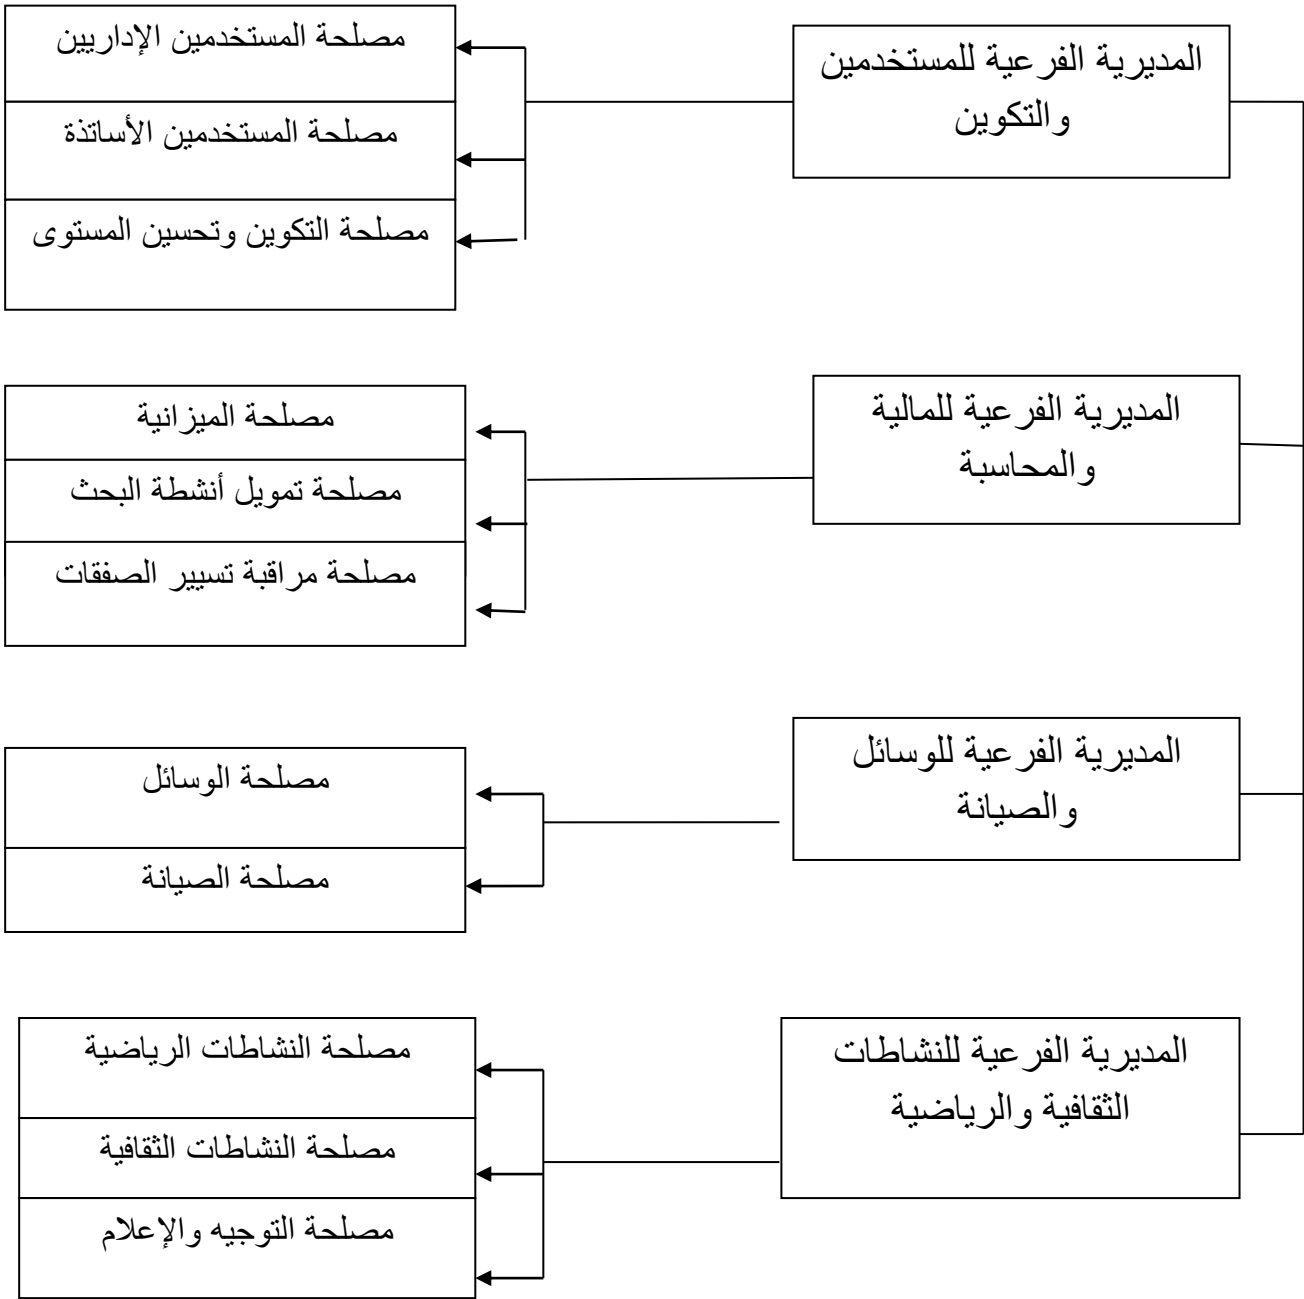 المديرية الفرعية للمستخدمين
والتكوين
مصلحة المستخدمين الإداريين
مصلحة المستخدمين الأساتذة
مصلحة التكوين وتحسين المستوى
المديرية الفرعية للمالية
والمحاسبة
مصلحة الميزانية
مصلحة تمويل أنشطة البحث
مصلحة مراقبة تسيير الصفقات
المديرية الفرعية للوسائل
والصيانة
مصلحة الوسائل
مصلحة الصيانة
المديرية الفرعية للنشاطات
الثقافية والرياضية
مصلحة النشاطات الرياضية
مصلحة النشاطات الثقافية
مصلحة التوجيه والإعلام